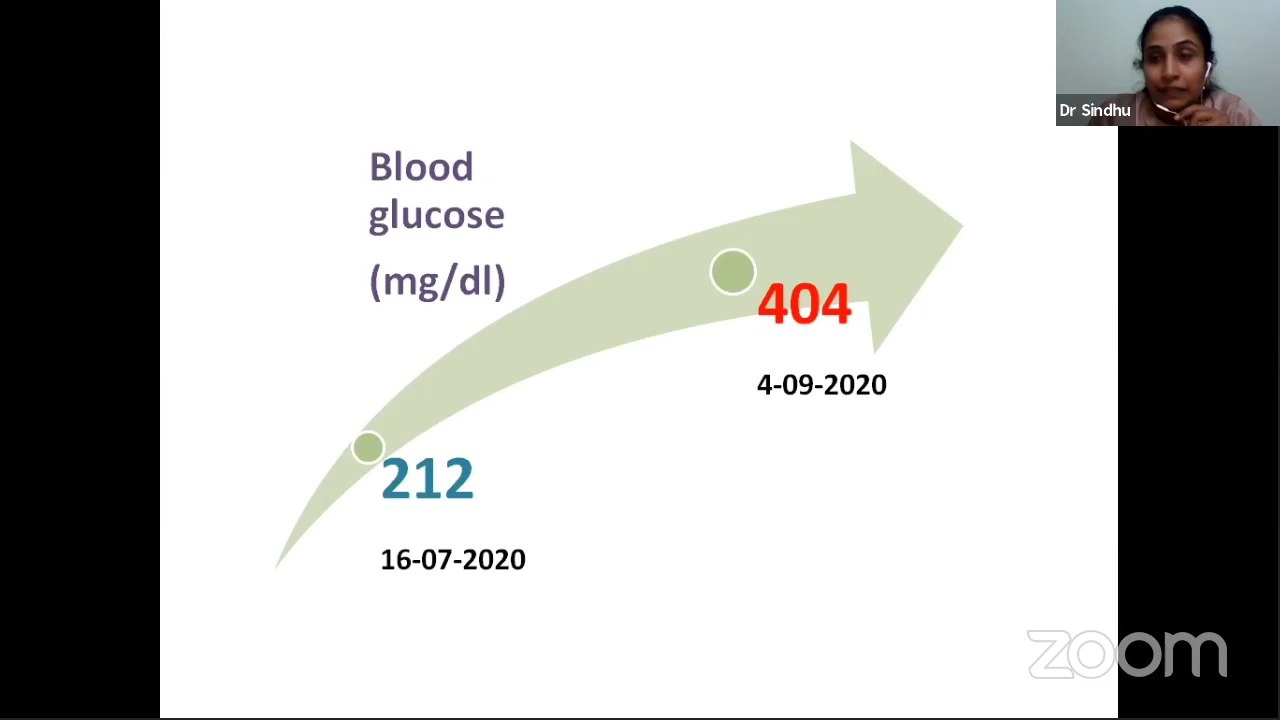 Dr Sindhu
Blood
glucose
(mg/dl)
404
4-09-2020
212
16-07-2020
zoom